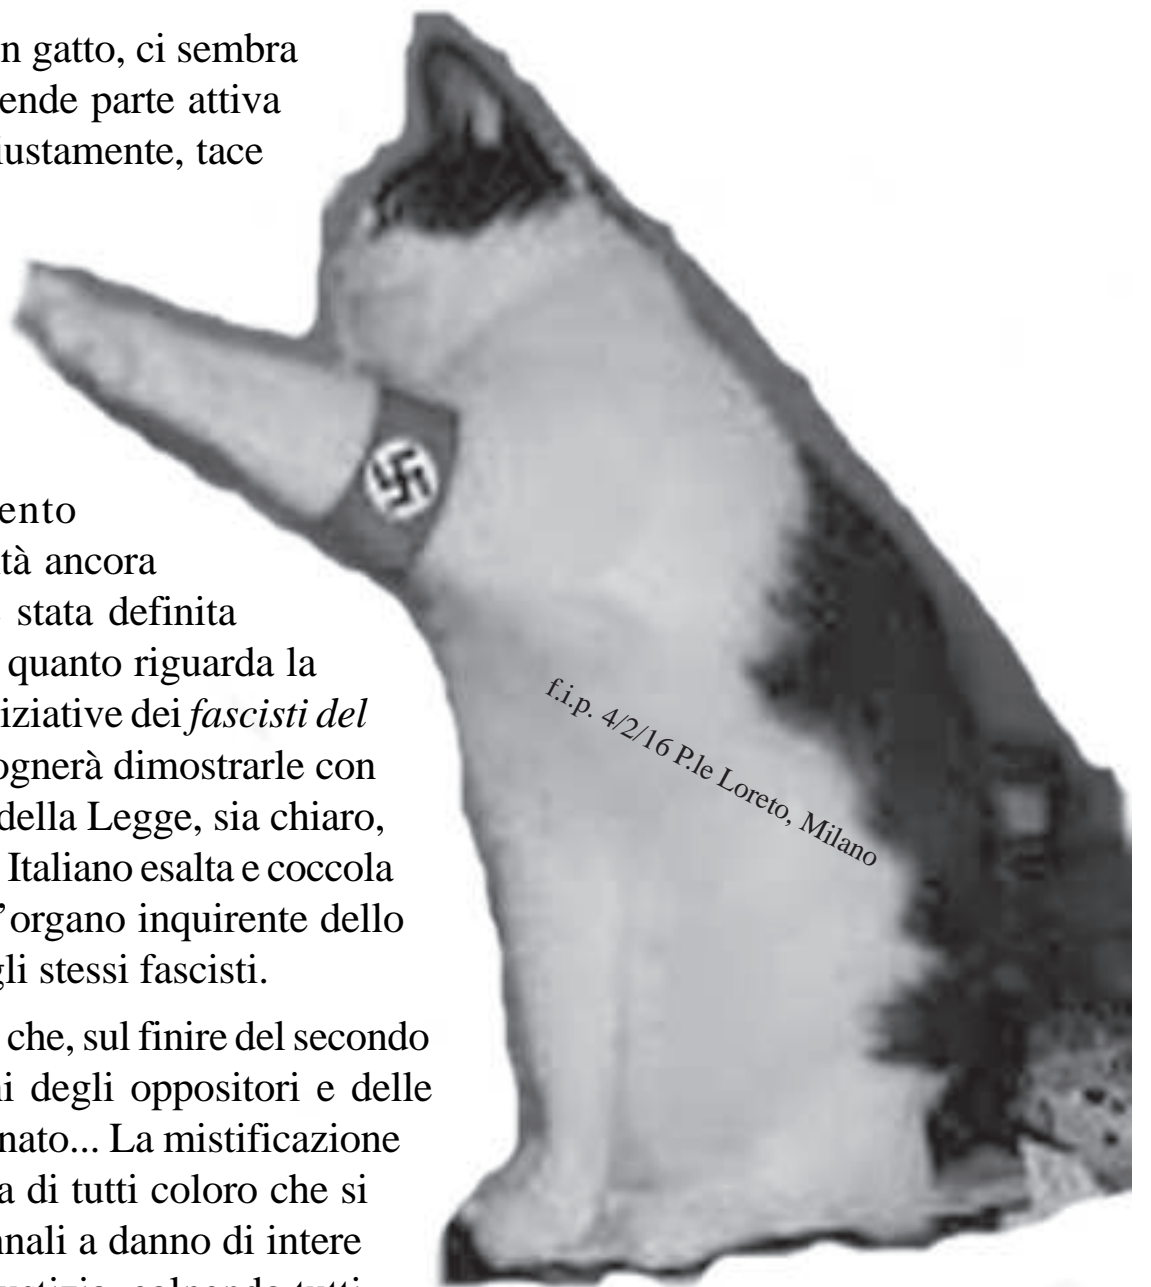 n gatto, ci sembra
ende parte attiva
iustamente, tace
ento
tà ancora
stata definita
quanto riguarda la
iziative dei fascisti del
ognerà dimostrarle con
della Legge, sia chiaro,
Italiano esalta e coccola
’organo inquirente dello
gli stessi fascisti.
che, sul finire del secondo
ni degli oppositori e delle
nato... La mistificazione
a di tutti coloro che si
nnali a danno di intere
f.i.p. 4/2/16 P.le Loreto, Milano